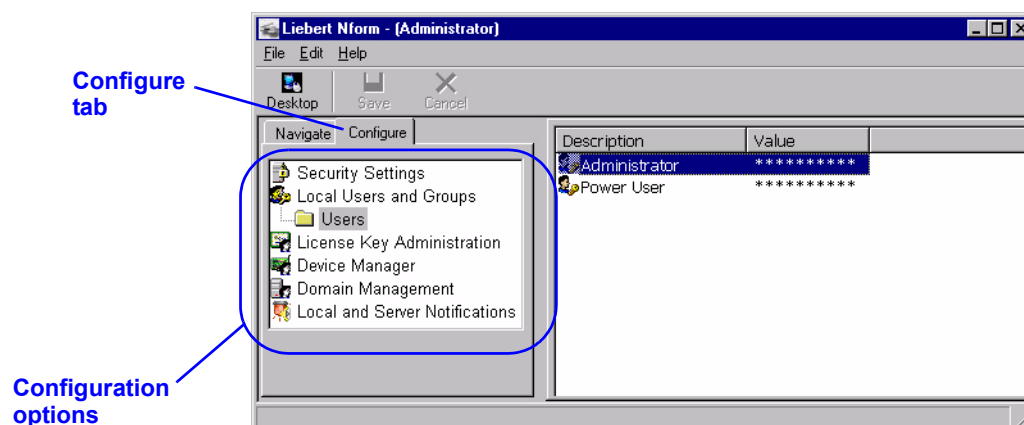 Liebert Nform - (Administrator)
File Edit Help
Desktop Save Cancel
Configure
tab
Navigate Configure
Description Value
Administrator **********
Power User **********
Security Settings
Local Users and Groups
Users
License Key Administration
Device Manager
Domain Management
Local and Server Notifications
Configuration
options